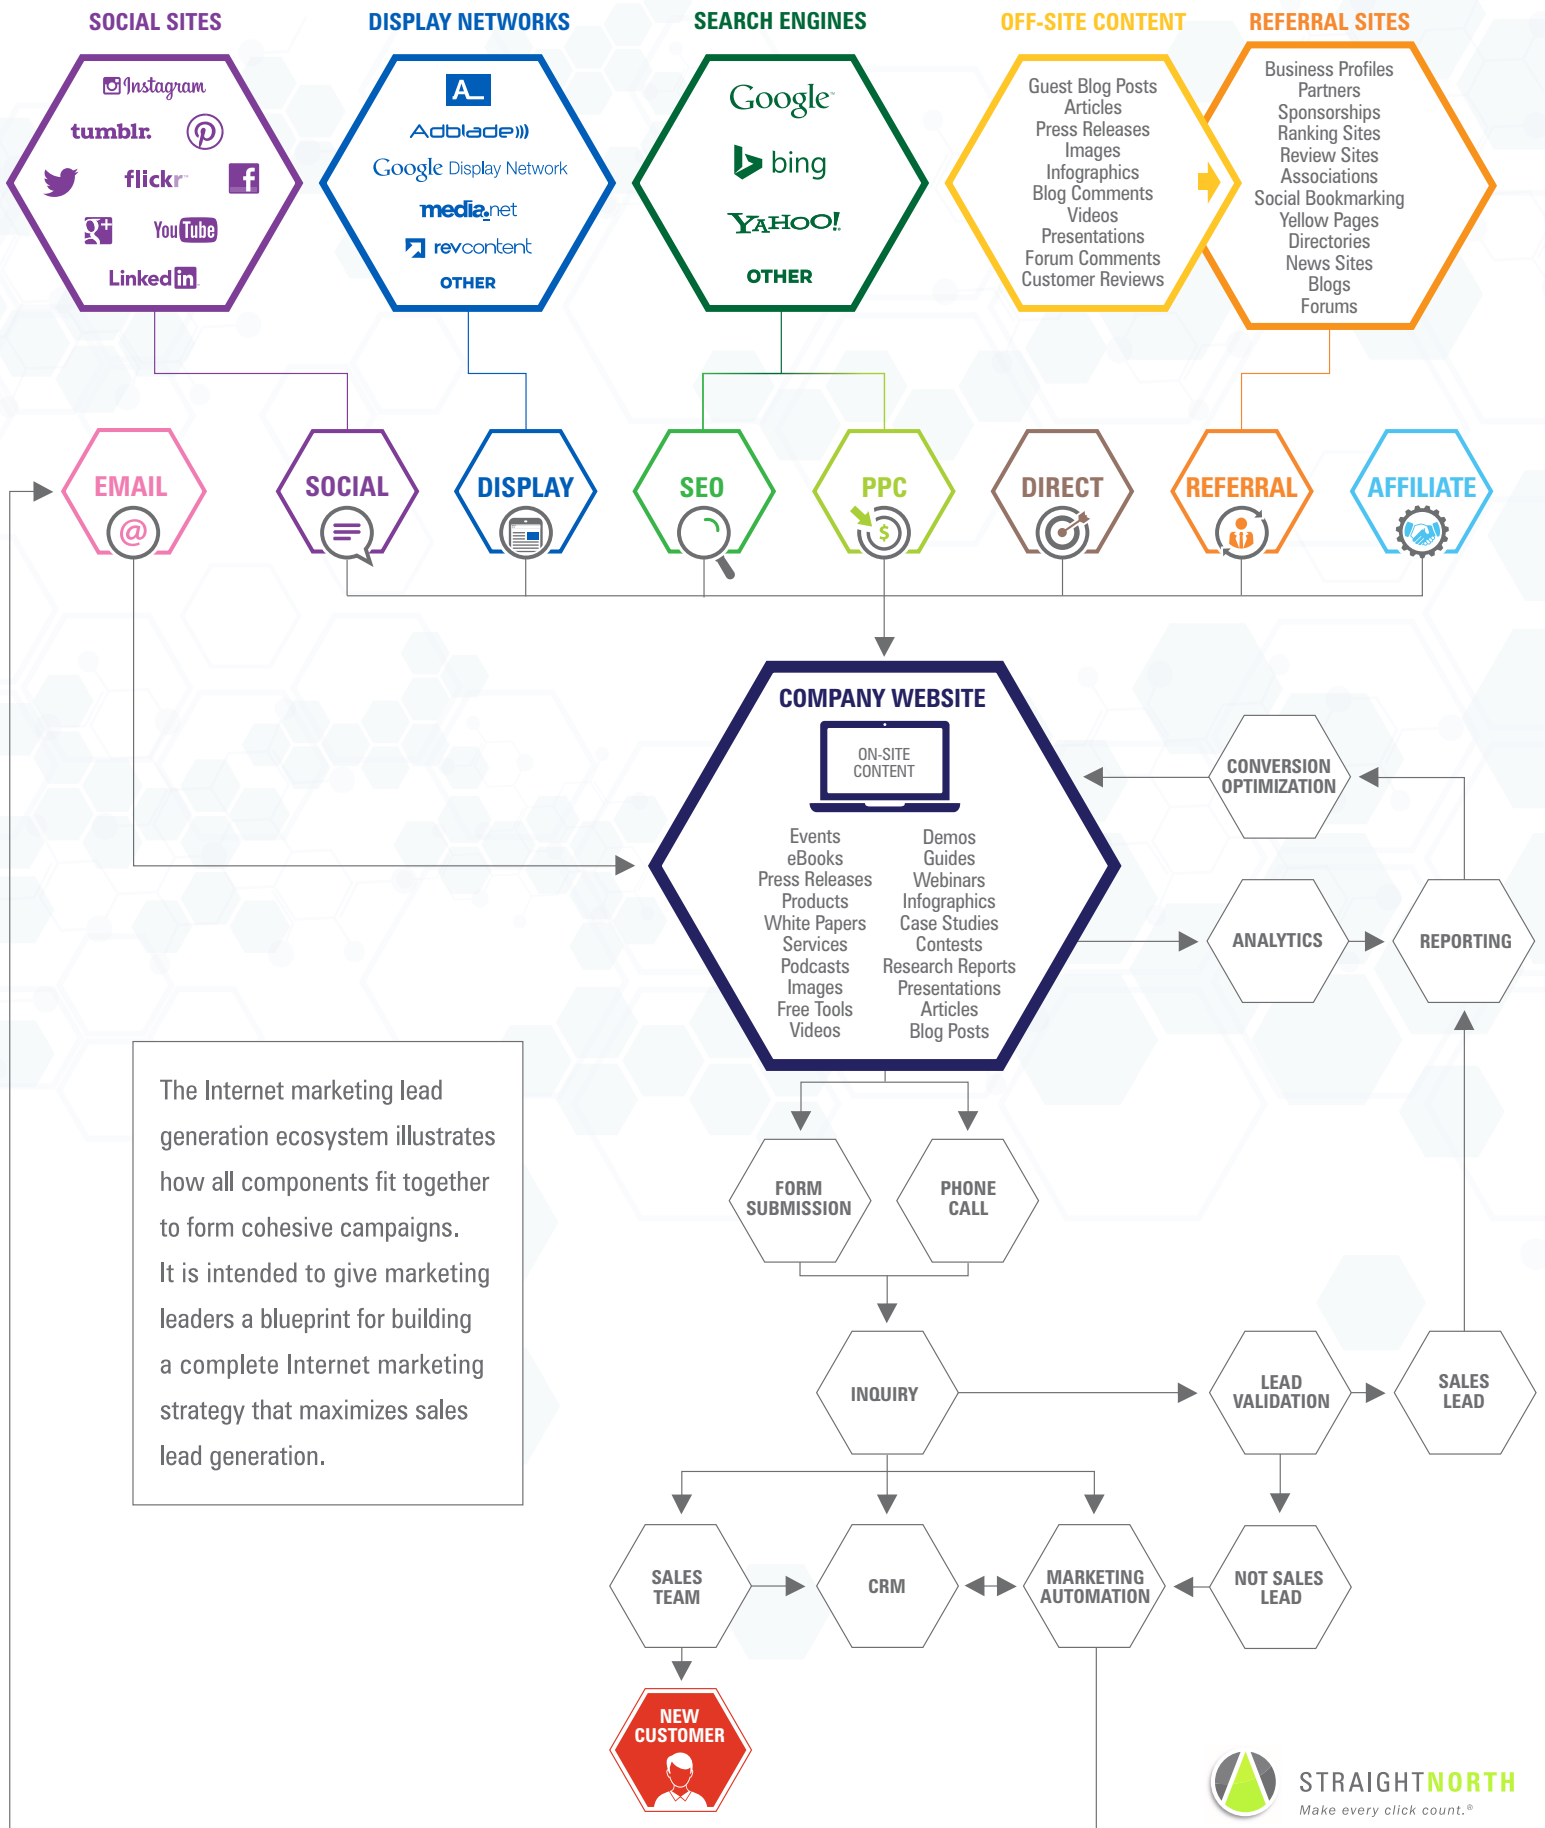 SOCIAL SITES
Instagram
tumblr.
flickr
g+
You Tube
Linked in
DISPLAY NETWORKS
A_
Adblade
Google Display Network
media.net
revcontent
OTHER
SEARCH ENGINES
Google
bing
YAHOO!
OTHER
OFF-SITE CONTENT
Guest Blog Posts
Articles
Press Releases
Images
Infographics
Blog Comments
Videos
Presentations
Forum Comments
Customer Reviews
REFERRAL SITES
Business Profiles
Partners
Sponsorships
Ranking Sites
Review Sites
Associations
Social Bookmarking
Yellow Pages
Directories
News Sites
Blogs
Forums
EMAIL
@
SOCIAL
DISPLAY
SEO
PPC
$
DIRECT
REFERRAL
AFFILIATE
COMPANY WEBSITE
ON-SITE
CONTENT
Events
eBooks
Press Releases
Products
White Papers
Services
Podcasts
Images
Free Tools
Videos
Demos
Guides
Webinars
Infographics
Case Studies
Contests
Research Reports
Presentations
Articles
Blog Posts
CONVERSION
OPTIMIZATION
ANALYTICS
REPORTING
The Internet marketing lead
generation ecosystem illustrates
how all components fit together
to form cohesive campaigns.
It is intended to give marketing
leaders a blueprint for building
a complete Internet marketing
strategy that maximizes sales
lead generation.
FORM
SUBMISSION
PHONE
CALL
INQUIRY
LEAD
VALIDATION
SALES
LEAD
SALES
TEAM
CRM
MARKETING
AUTOMATION
NOT SALES
LEAD
NEW
CUSTOMER
STRAIGHTNORTH
Make every click count.®